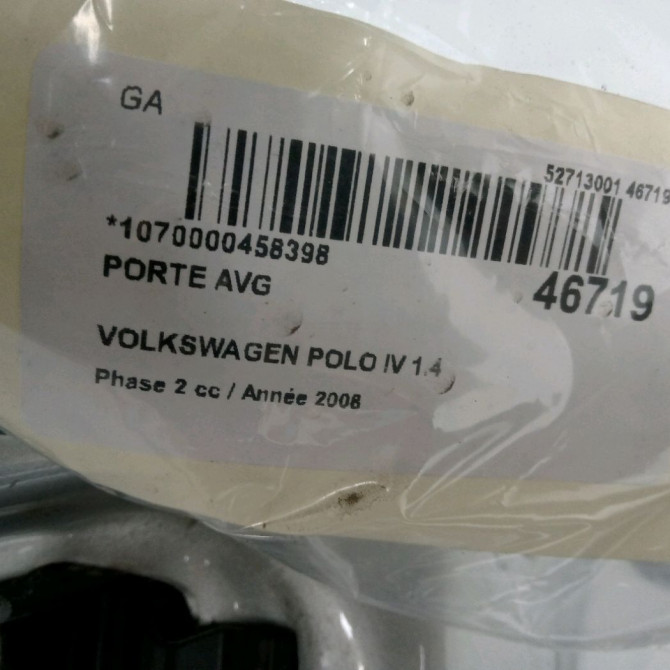 GA
52713001 46719
*1070000458398
46719
PORTE AVG
VOLKSWAGEN POLO IV 1.4
Phase 2 cc / Année 2008